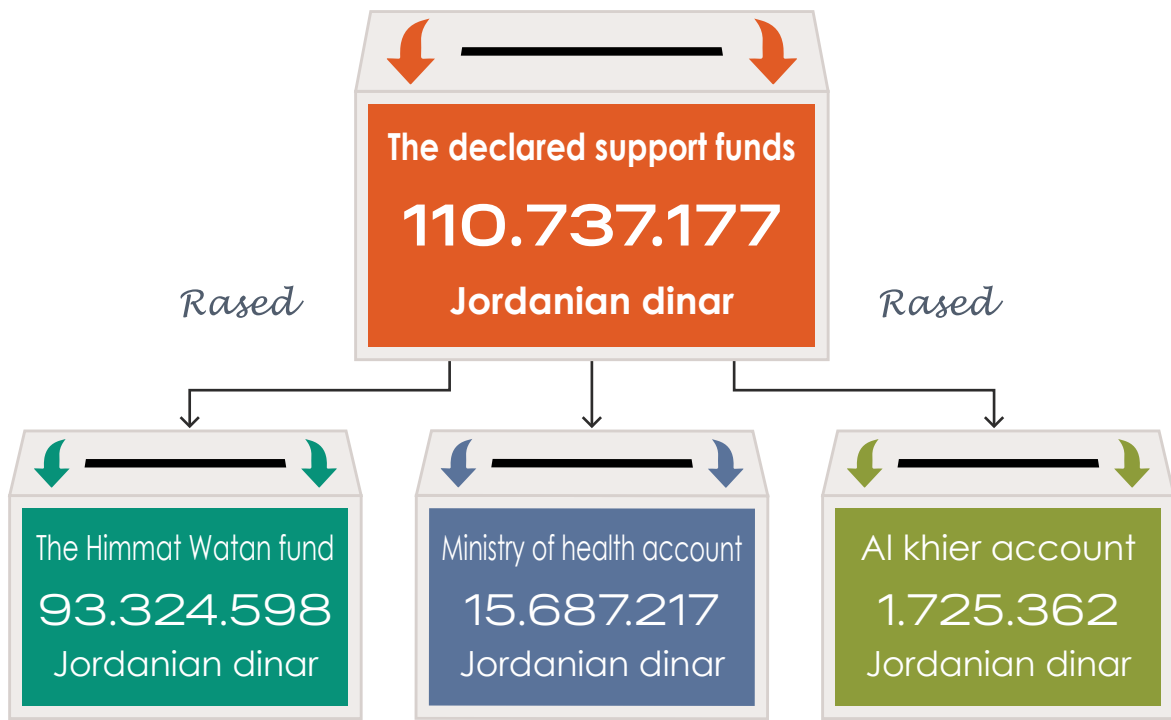 The declared support funds
110.737.177
Jordanian dinar
Rased
Rased
The Himmat Watan fund
93.324.598
Jordanian dinar
Ministry of health account
15.687.217
Jordanian dinar
Al khier account
1.725.362
Jordanian dinar